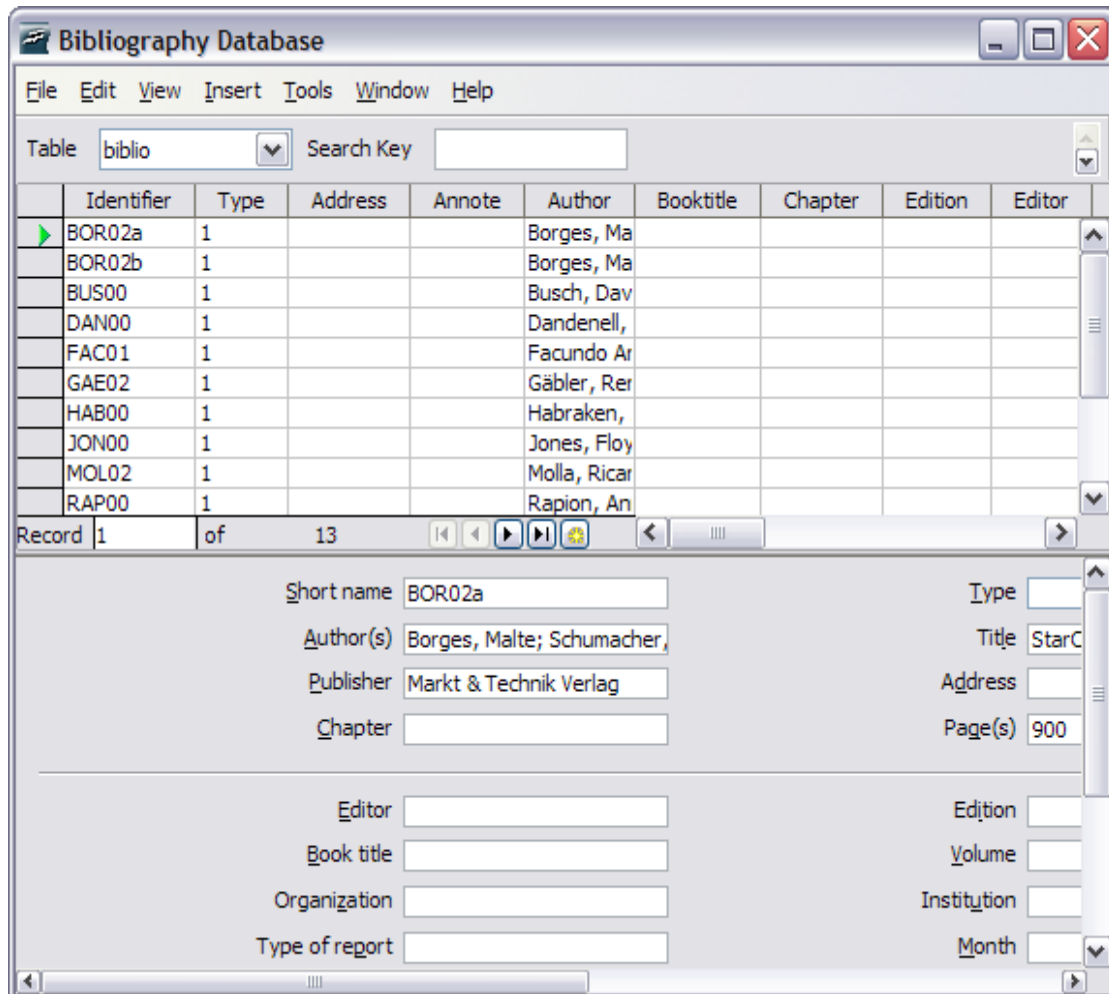 Bibliography Database
File Edit View Insert Tools Window Help
Table biblio Search Key
Identifier Type Address Annote Author Booktitle Chapter Edition Editor
BOR02a 1 Borges, Ma
BOR02b 1 Borges, Ma
BUS00 1 Busch, Dav
DAN00 1 Dandenell,
FAC01 1 Facundo Ar
GAE02 1 Gäbler, Rer
HAB00 1 Habraken,
JON00 1 Jones, Floy
MOL02 1 Molla, Ricar
RAP00 1 Rapion, An
Record 1 of 13
Short name BOR02a Type
Author(s) Borges, Malte; Schumacher, Title StarO
Publisher Markt & Technik Verlag Address
Chapter Page(s) 900
Editor Edition
Book title Volume
Organization Institution
Type of report Month